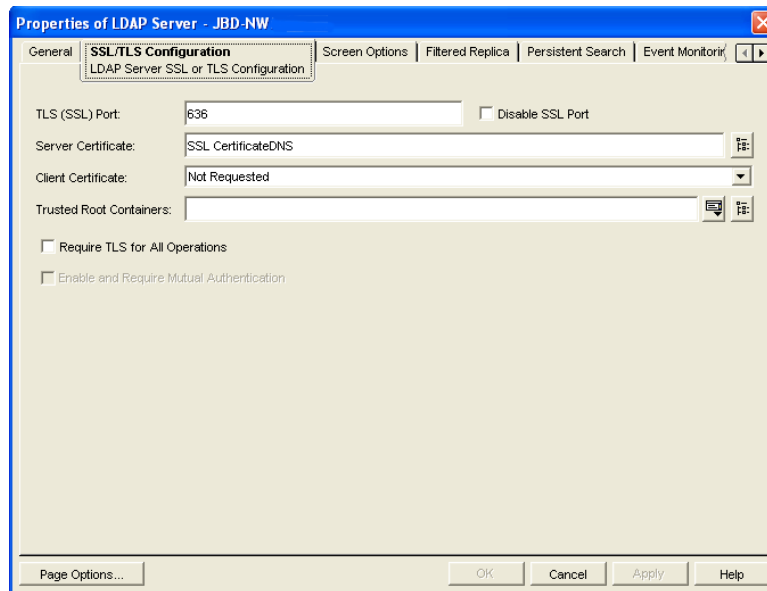 Properties of LDAP Server - JBD-NW
General SSL/TLS Configuration Screen Options Filtered Replica Persistent Search Event Monitorin
LDAP Server SSL or TLS Configuration
TLS (SSL) Port: 636 Disable SSL Port
Server Certificate: SSL CertificateDNS
Client Certificate: Not Requested
Trusted Root Containers:
Require TLS for All Operations
Enable and Require Mutual Authentication
Page Options... OK Cancel Apply Help